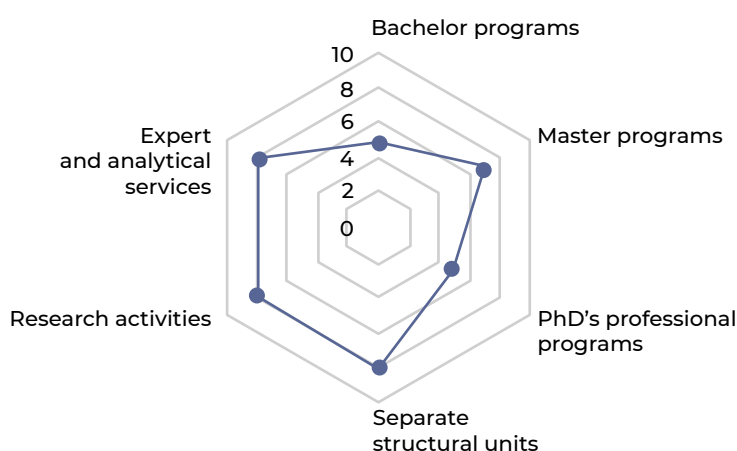 Bachelor programs
10
8
6
4
2
0
Expert
and analytical
services
Master programs
Research activities
PhD’s professional
programs
Separate
structural units